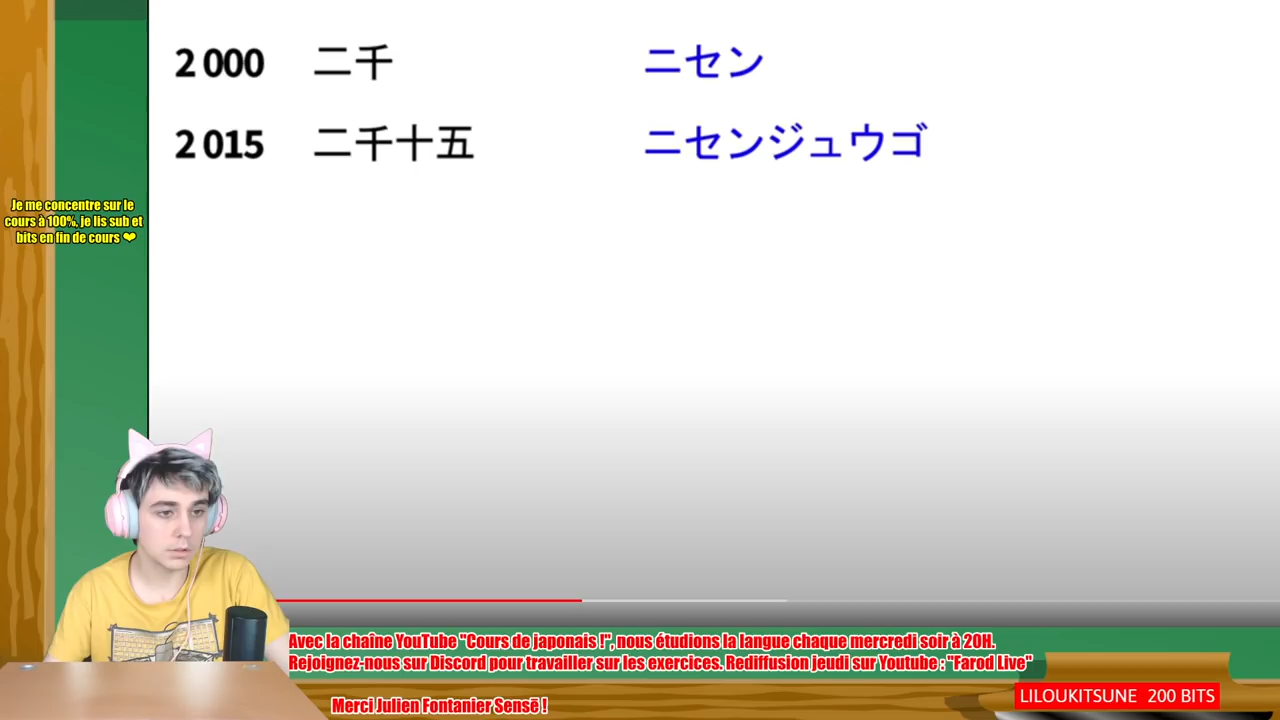 2 000 二千 ニセン
2 015 二千十五 ニセンジュウゴ
Je me concentre sur le
cours à 100%, je lis sub et
bits en fin de cours ❤
Avec la chaîne YouTube "Cours de japonais !", nous étudions la langue chaque mercredi soir à 20H.
Rejoignez-nous sur Discord pour travailler sur les exercices. Rediffusion jeudi sur Youtube : "Farod Live"
Merci Julien Fontanier Sensē !
LILOUKITSUNE 200 BITS